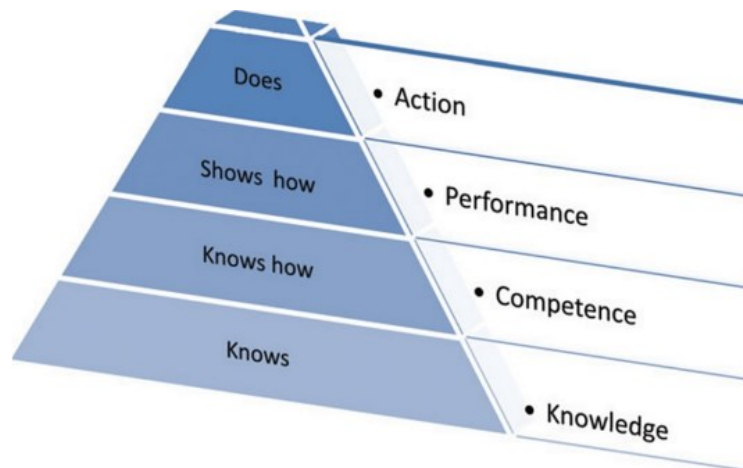 Does
• Action
Shows how
• Performance
Knows how
• Competence
Knows
• Knowledge